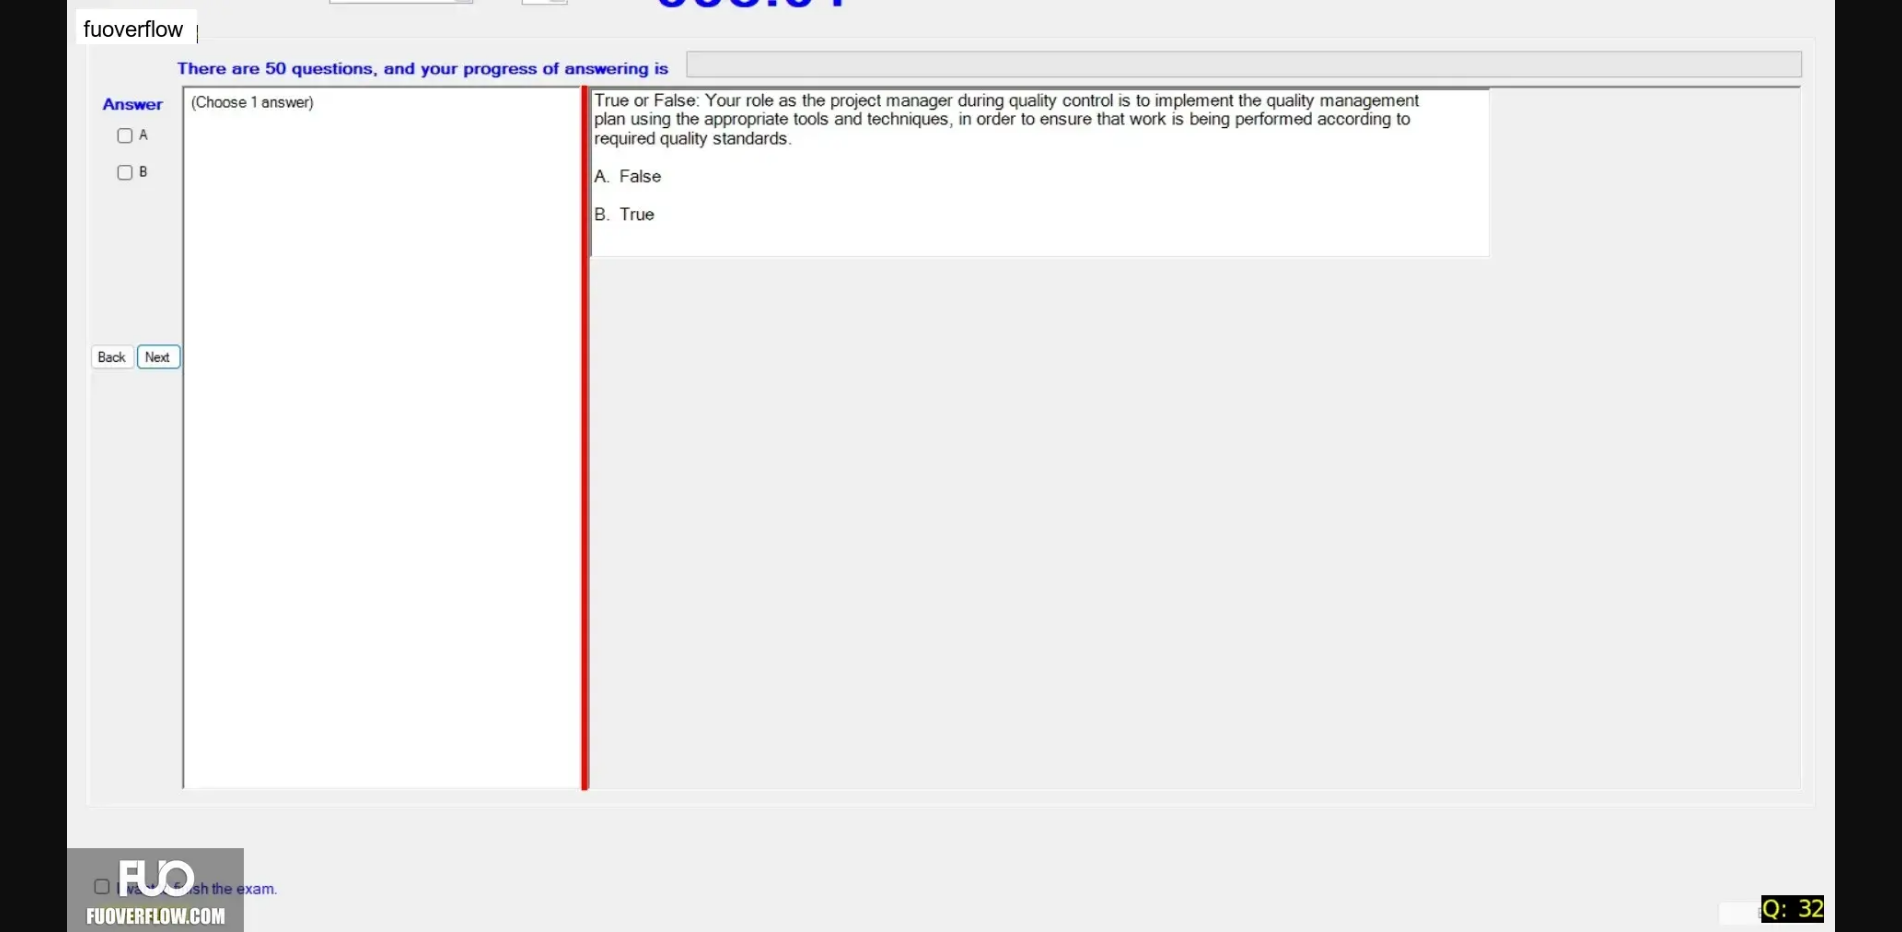 fuoverflow
There are 50 questions, and your progress of answering is
Answer
(Choose 1 answer)
A
B
Back
Next
True or False: Your role as the project manager during quality control is to implement the quality management
plan using the appropriate tools and techniques, in order to ensure that work is being performed according to
required quality standards.
A. False
B. True
FUO
sh the exam.
FUOVERFLOW.COM
Q: 32